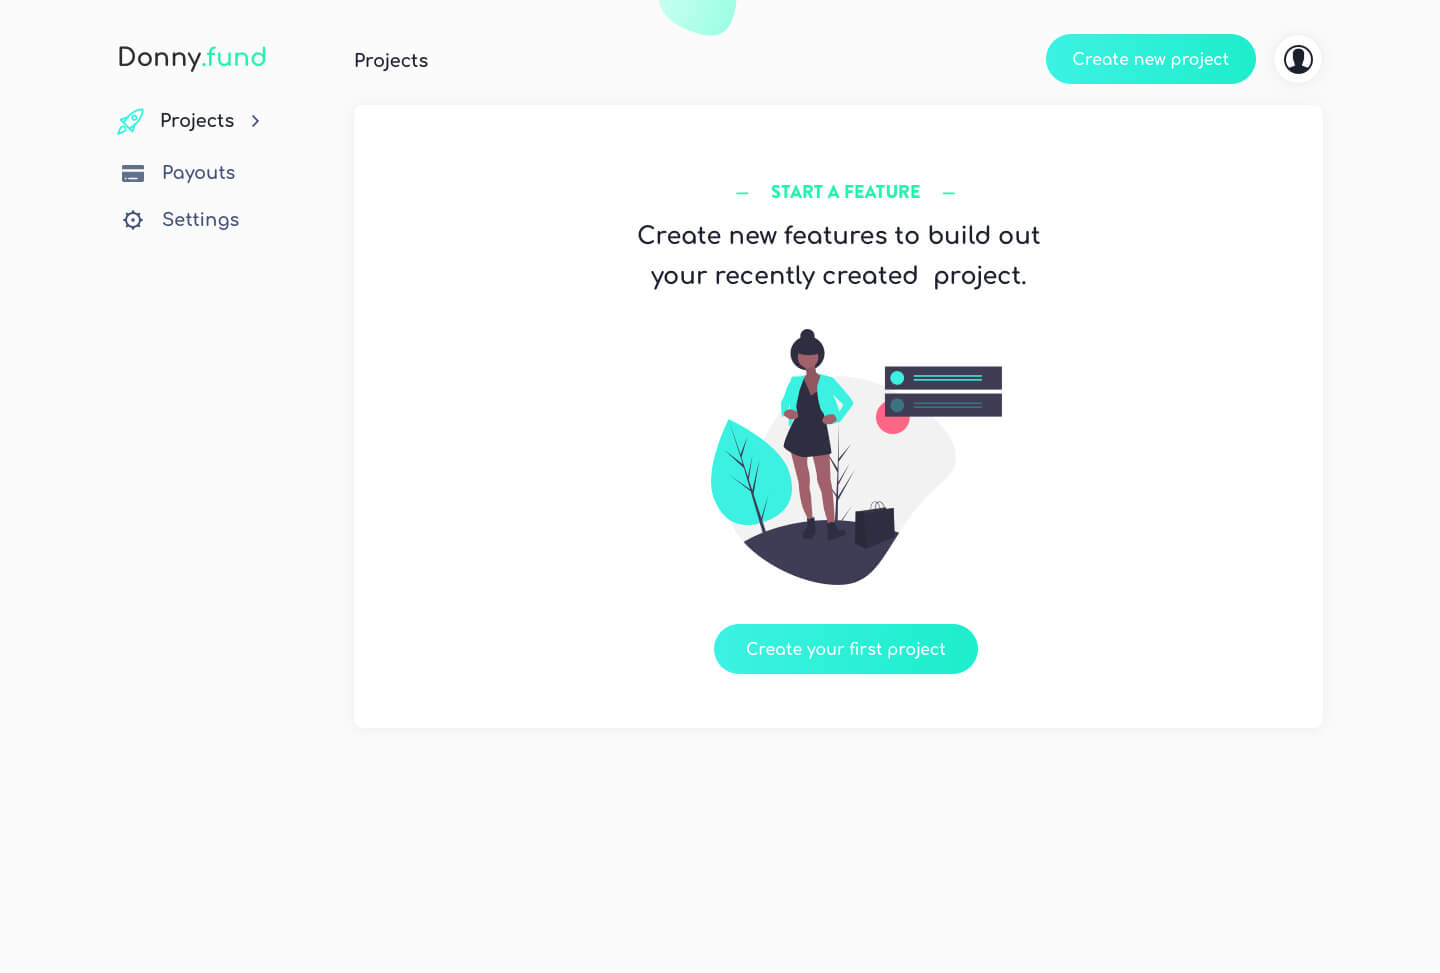 Donny.fund
Projects
Create new project
Projects
Payouts
Settings
START A FEATURE
Create new features to build out
your recently created project.
Create your first project